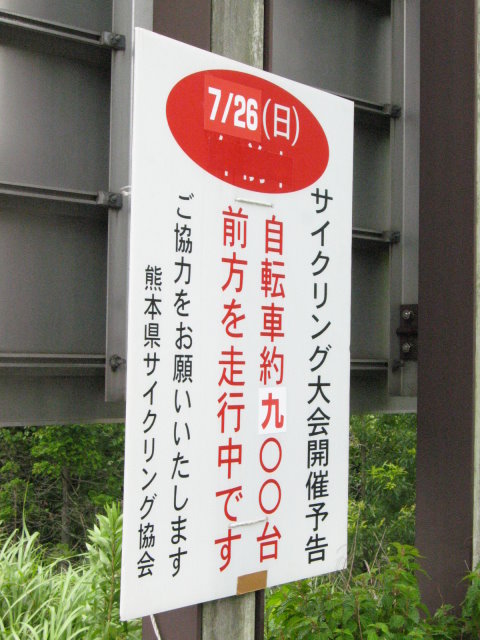 7/26(日)
サイクリング大会開催予告
自転車約九〇〇台
前方を走行中です
ご協力をお願いいたします
熊本県サイクリング協会